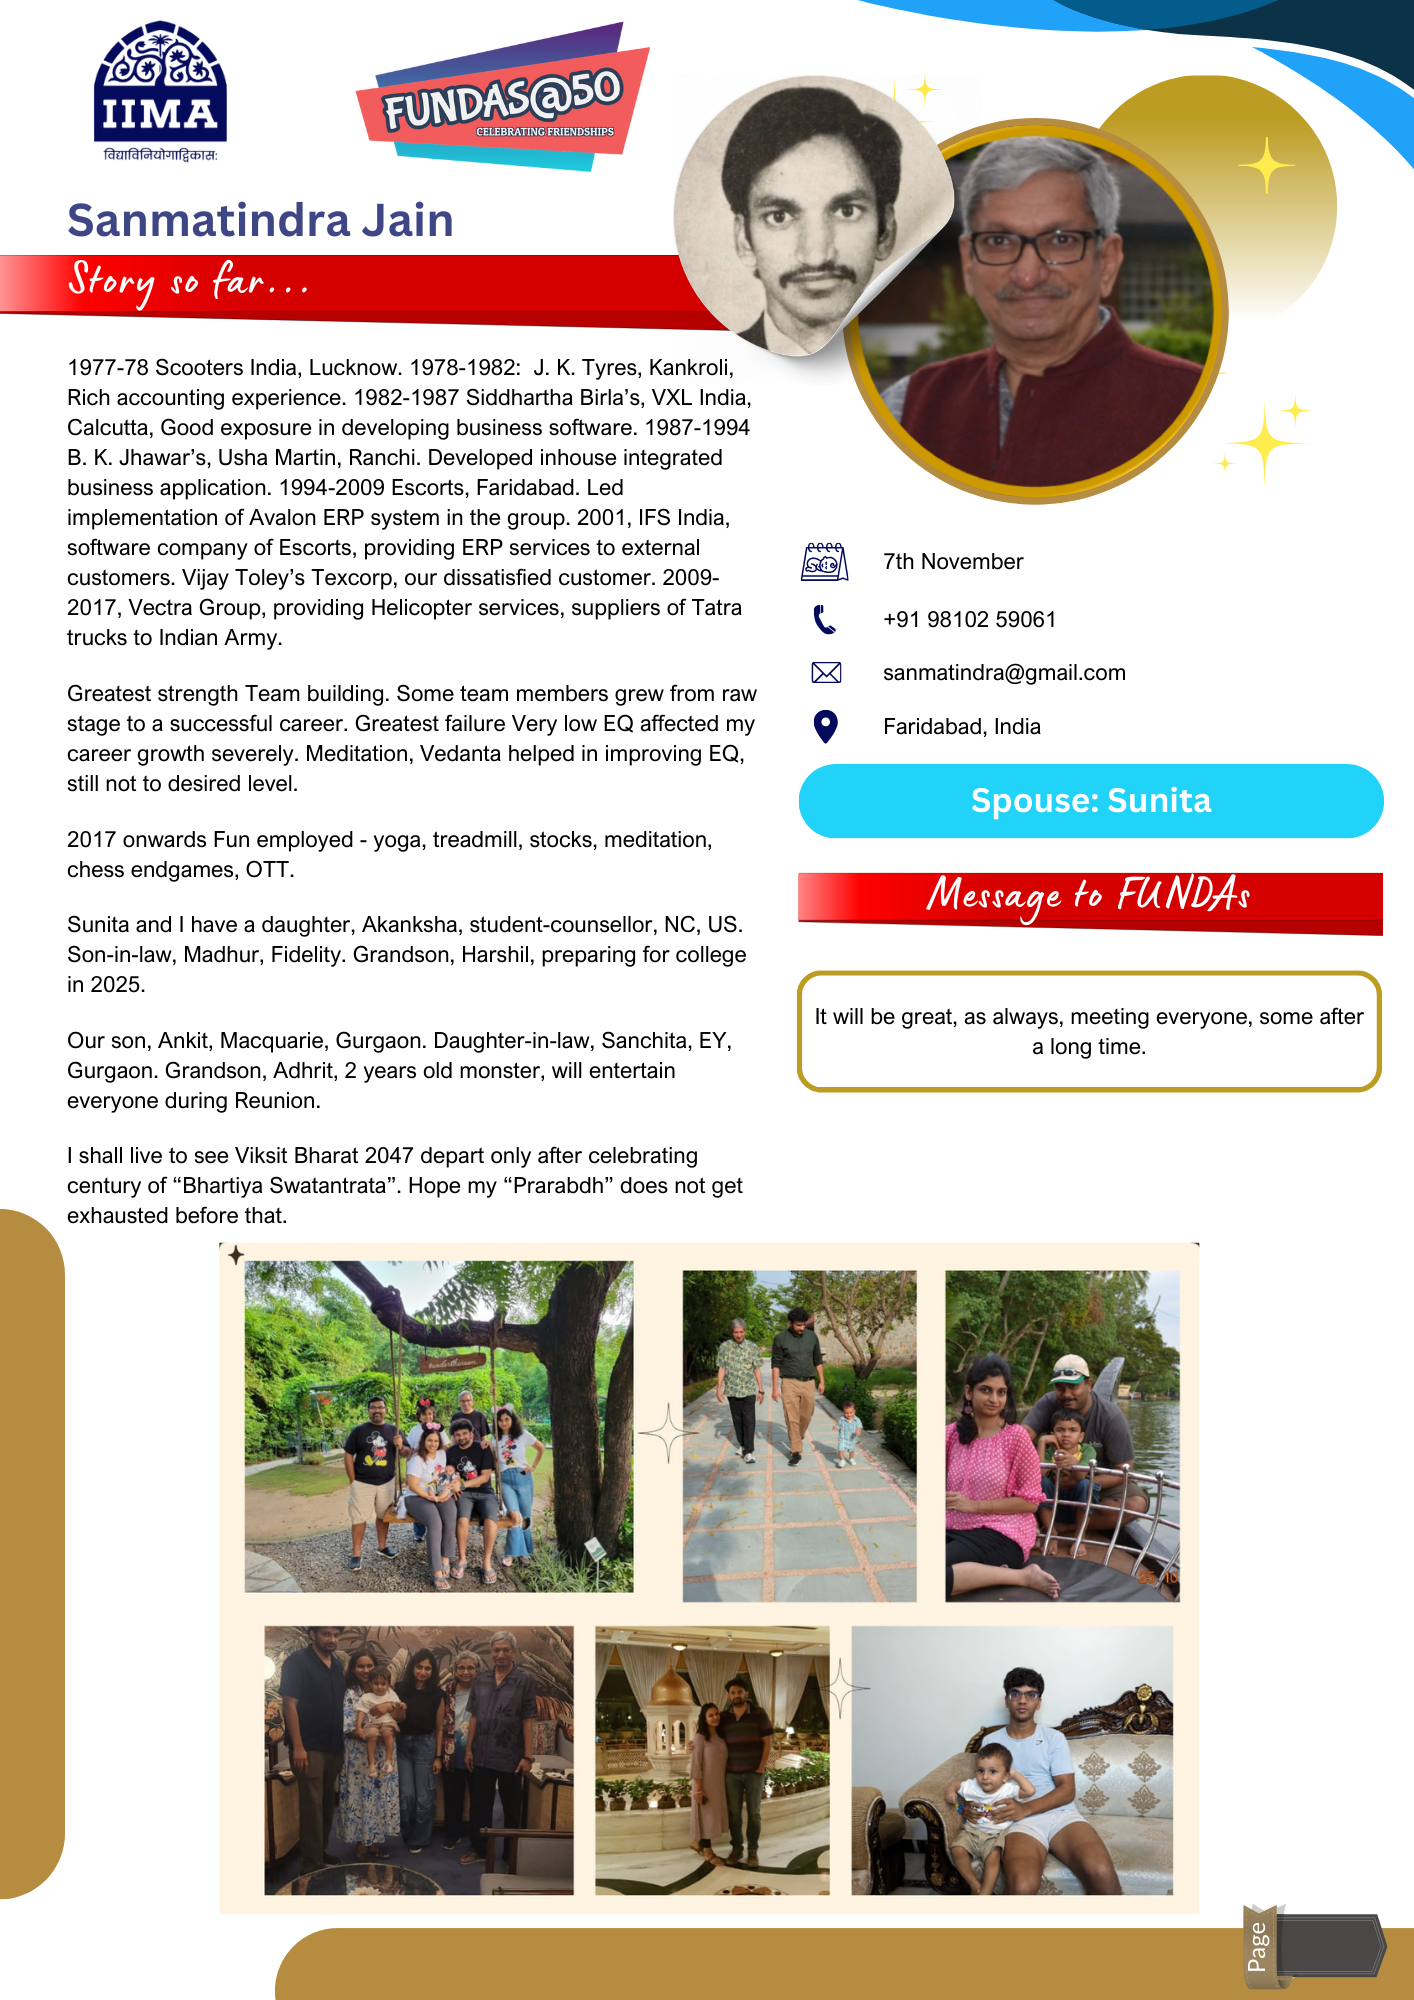 IIMA
विद्याविनियोगाद्विकास:
FUNDAS@50
CELEBRATING FRIENDSHIPS
Sanmatindra Jain
Story so far...
1977-78 Scooters India, Lucknow. 1978-1982:  J. K. Tyres, Kankroli,
Rich accounting experience. 1982-1987 Siddhartha Birla’s, VXL India,
Calcutta, Good exposure in developing business software. 1987-1994
B. K. Jhawar’s, Usha Martin, Ranchi. Developed inhouse integrated
business application. 1994-2009 Escorts, Faridabad. Led
implementation of Avalon ERP system in the group. 2001, IFS India,
software company of Escorts, providing ERP services to external
customers. Vijay Toley’s Texcorp, our dissatisfied customer. 2009-
2017, Vectra Group, providing Helicopter services, suppliers of Tatra
trucks to Indian Army.
Greatest strength Team building. Some team members grew from raw
stage to a successful career. Greatest failure Very low EQ affected my
career growth severely. Meditation, Vedanta helped in improving EQ,
still not to desired level.
2017 onwards Fun employed - yoga, treadmill, stocks, meditation,
chess endgames, OTT.
Sunita and I have a daughter, Akanksha, student-counsellor, NC, US.
Son-in-law, Madhur, Fidelity. Grandson, Harshil, preparing for college
in 2025.
Our son, Ankit, Macquarie, Gurgaon. Daughter-in-law, Sanchita, EY,
Gurgaon. Grandson, Adhrit, 2 years old monster, will entertain
everyone during Reunion.
I shall live to see Viksit Bharat 2047 depart only after celebrating
century of “Bhartiya Swatantrata”. Hope my “Prarabdh” does not get
exhausted before that.
7th November
+91 98102 59061
sanmatindra@gmail.com
Faridabad, India
Spouse: Sunita
Message to FUNDAs
It will be great, as always, meeting everyone, some after
a long time.
#underthesun
Page